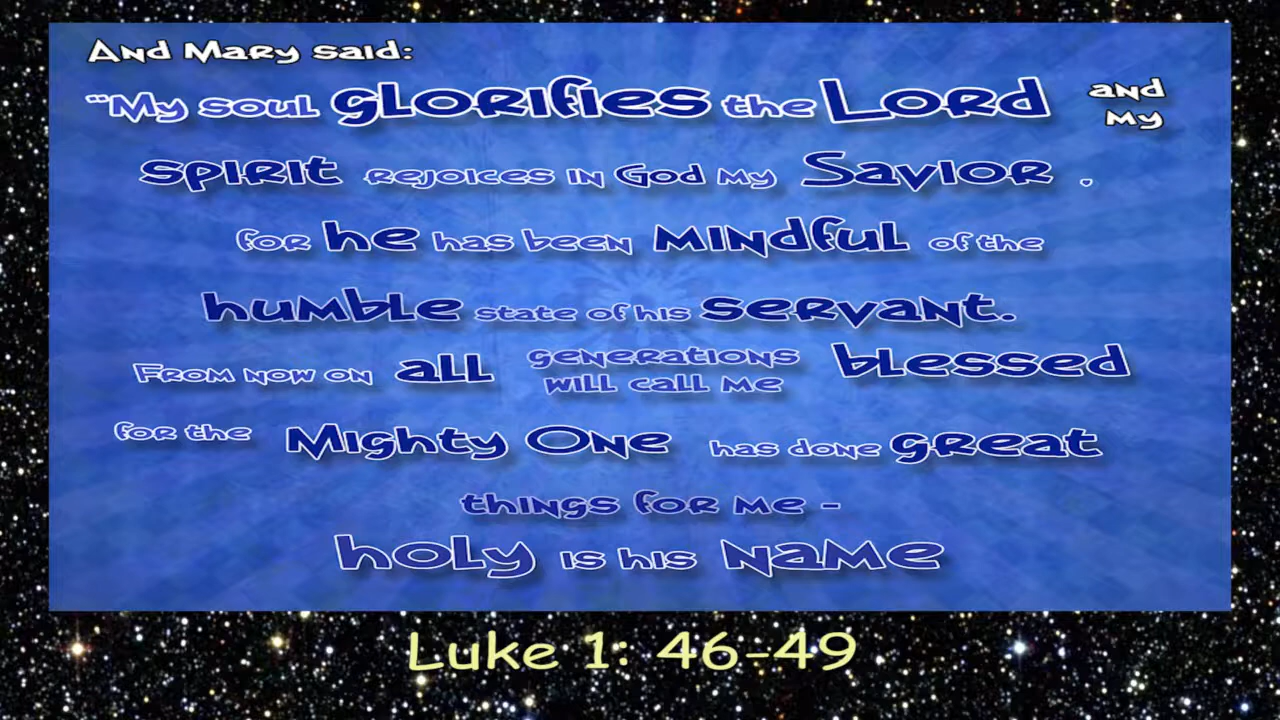 And Mary said:
"My soul glorifies the Lord and my
spirit rejoices in God my Savior .
for he has been mindful of the
humble state of his servant.
From now on all generations will call me blessed
for the Mighty One has done great
things for me -
holy is his name
Luke 1: 46-49